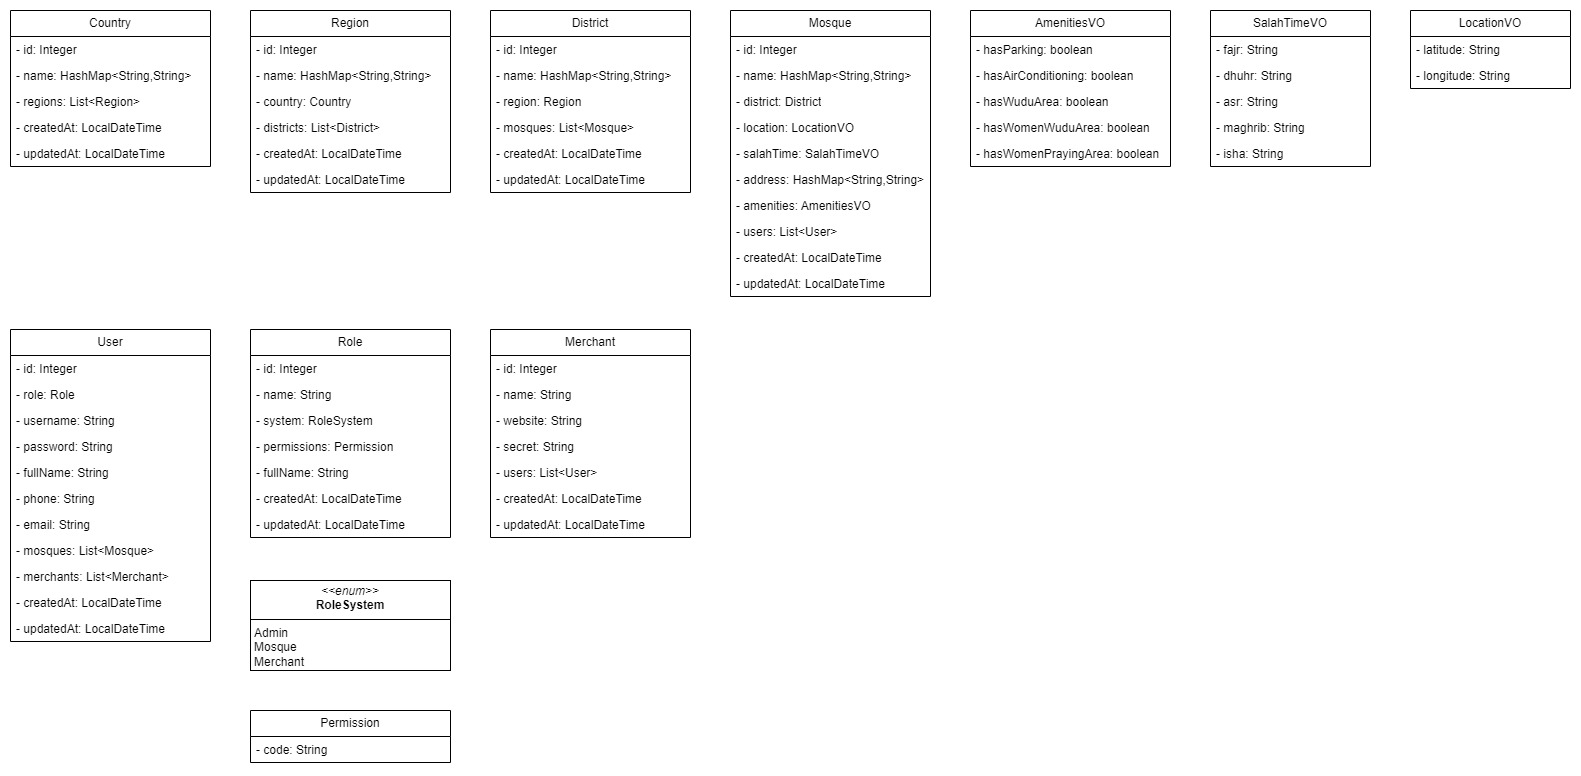 Country
- id: Integer
- name: HashMap<String,String>
- regions: List<Region>
- createdAt: LocalDateTime
- updatedAt: LocalDateTime
Region
- id: Integer
- name: HashMap<String,String>
- country: Country
- districts: List<District>
- createdAt: LocalDateTime
- updatedAt: LocalDateTime
District
- id: Integer
- name: HashMap<String,String>
- region: Region
- mosques: List<Mosque>
- createdAt: LocalDateTime
- updatedAt: LocalDateTime
Mosque
- id: Integer
- name: HashMap<String,String>
- district: District
- location: LocationVO
- salahTime: SalahTimeVO
- address: HashMap<String,String>
- amenities: AmenitiesVO
- users: List<User>
- createdAt: LocalDateTime
- updatedAt: LocalDateTime
AmenitiesVO
- hasParking: boolean
- hasAirConditioning: boolean
- hasWuduArea: boolean
- hasWomenWuduArea: boolean
- hasWomenPrayingArea: boolean
SalahTimeVO
- fajr: String
- dhuhr: String
- asr: String
- maghrib: String
- isha: String
LocationVO
- latitude: String
- longitude: String
User
- id: Integer
- role: Role
- username: String
- password: String
- fullName: String
- phone: String
- email: String
- mosques: List<Mosque>
- merchants: List<Merchant>
- createdAt: LocalDateTime
- updatedAt: LocalDateTime
Role
- id: Integer
- name: String
- system: RoleSystem
- permissions: Permission
- fullName: String
- createdAt: LocalDateTime
- updatedAt: LocalDateTime
Merchant
- id: Integer
- name: String
- website: String
- secret: String
- users: List<User>
- createdAt: LocalDateTime
- updatedAt: LocalDateTime
<<enum>>
RoleSystem
Admin
Mosque
Merchant
Permission
- code: String